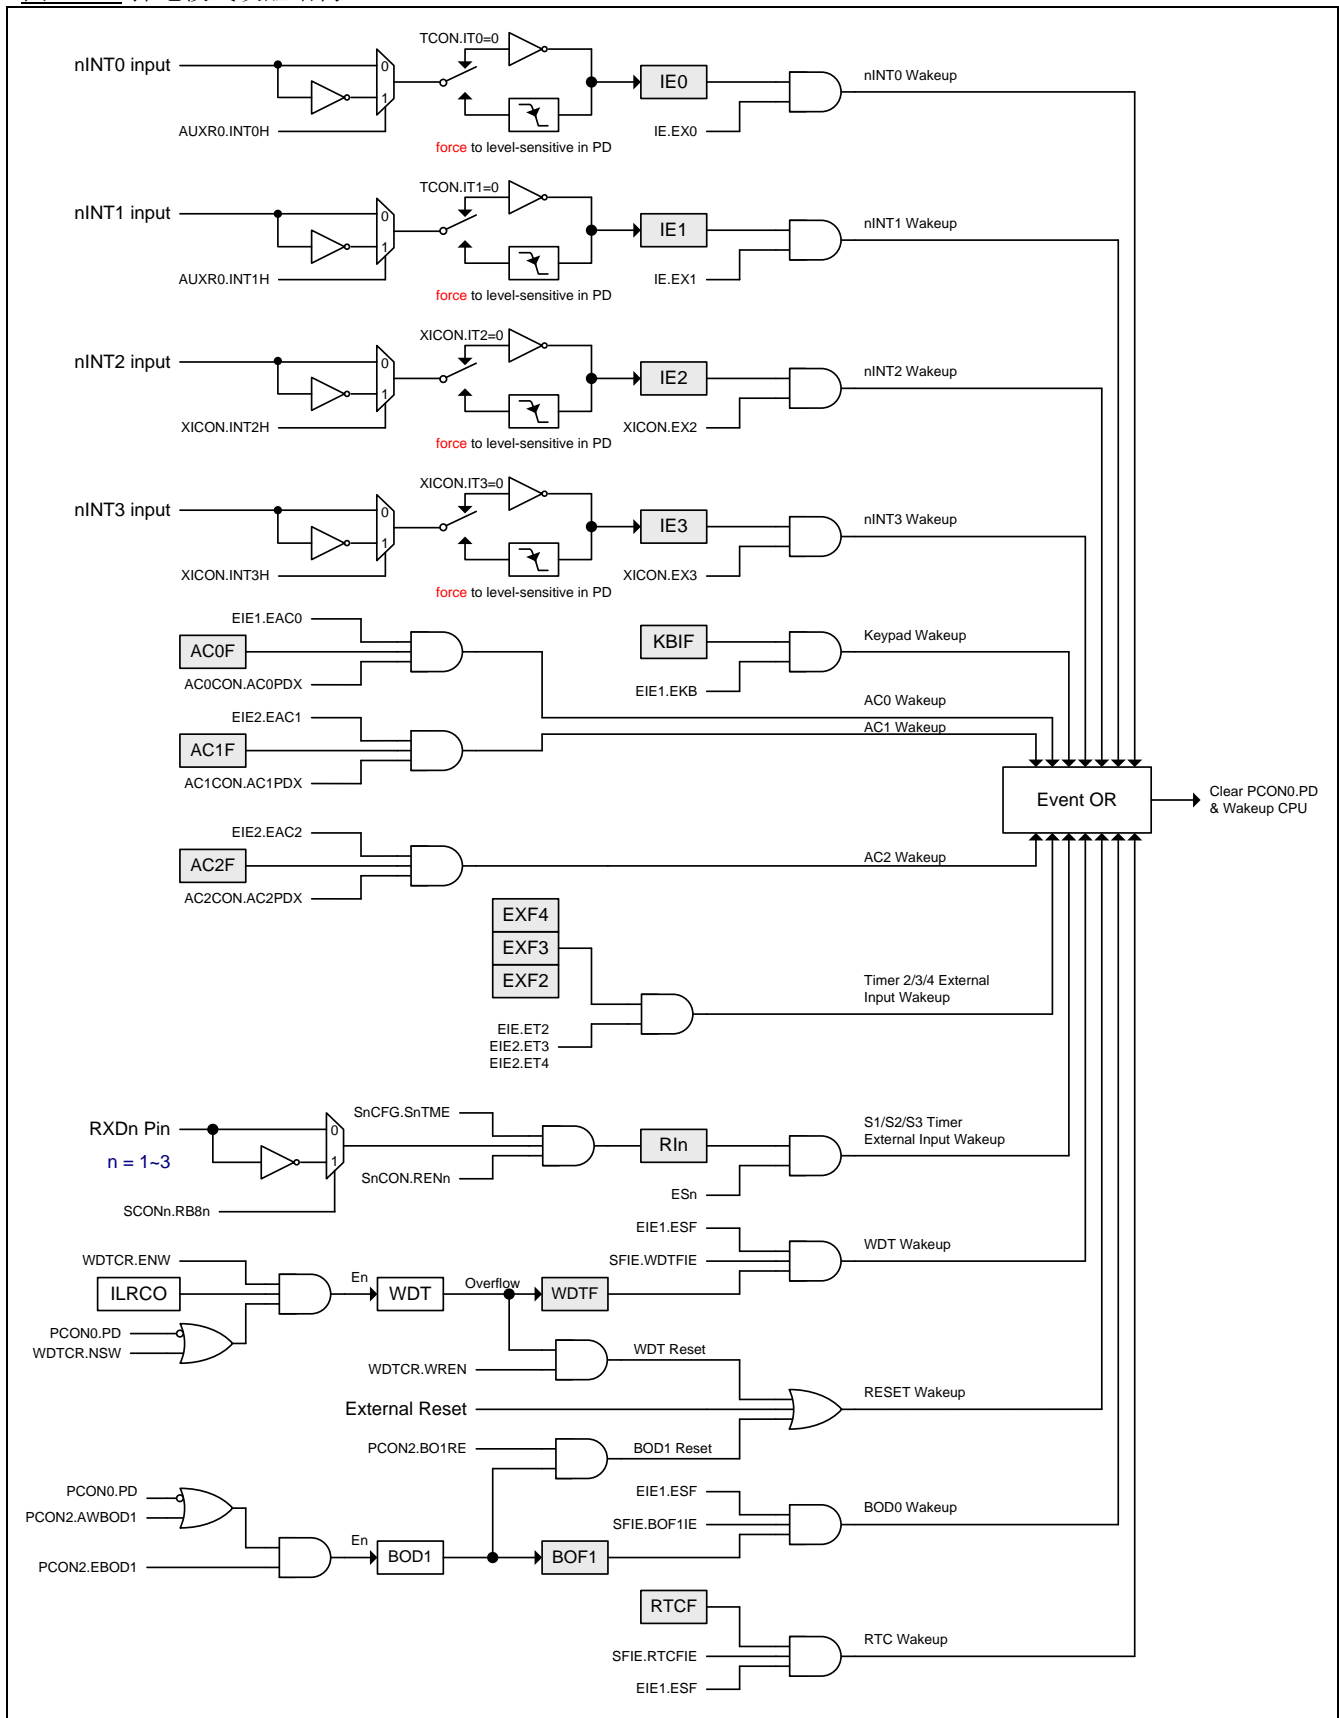 TCON.IT0=0
nINT0 input
0
1
IE0
nINT0 Wakeup
AUXR0.INT0H
IE.EX0
force to level-sensitive in PD
TCON.IT1=0
nINT1 input
0
1
IE1
nINT1 Wakeup
AUXR0.INT1H
IE.EX1
force to level-sensitive in PD
XICON.IT2=0
nINT2 input
0
1
IE2
nINT2 Wakeup
XICON.INT2H
XICON.EX2
force to level-sensitive in PD
XICON.IT3=0
nINT3 input
0
1
IE3
nINT3 Wakeup
XICON.INT3H
XICON.EX3
force to level-sensitive in PD
EIE1.EAC0
AC0F
AC0CON.AC0PDX
KBIF
Keypad Wakeup
EIE1.EKB
AC0 Wakeup
EIE2.EAC1
AC1F
AC1CON.AC1PDX
AC1 Wakeup
Event OR
Clear PCON0.PD
& Wakeup CPU
EIE2.EAC2
AC2F
AC2CON.AC2PDX
AC2 Wakeup
EXF4
EXF3
EXF2
Timer 2/3/4 External
Input Wakeup
EIE.ET2
EIE2.ET3
EIE2.ET4
SnCFG.SnTME
RXDn Pin
0
1
n = 1~3
SnCON.RENn
SCONn.RB8n
RIn
S1/S2/S3 Timer
External Input Wakeup
ESn
EIE1.ESF
WDT Wakeup
SFIE.WDTFIE
WDTCR.ENW
ILRCO
En
WDT
Overflow
WDTF
PCON0.PD
WDTCR.NSW
WDT Reset
WDTCR.WREN
External Reset
RESET Wakeup
PCON2.BO1RE
BOD1 Reset
PCON0.PD
PCON2.AWBOD1
EIE1.ESF
BOD0 Wakeup
SFIE.BOF1IE
En
BOD1
BOF1
PCON2.EBOD1
RTCF
RTC Wakeup
SFIE.RTCFIE
EIE1.ESF